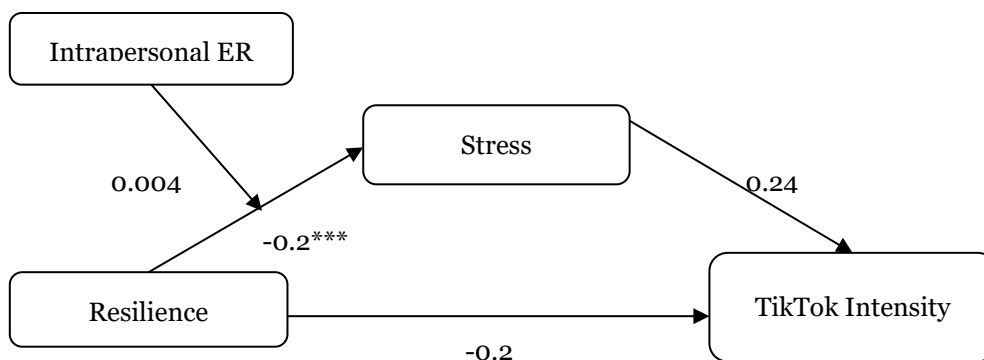 Intrapersonal ER
Stress
0.004
0.24
-0.2***
Resilience
TikTok Intensity
-0.2